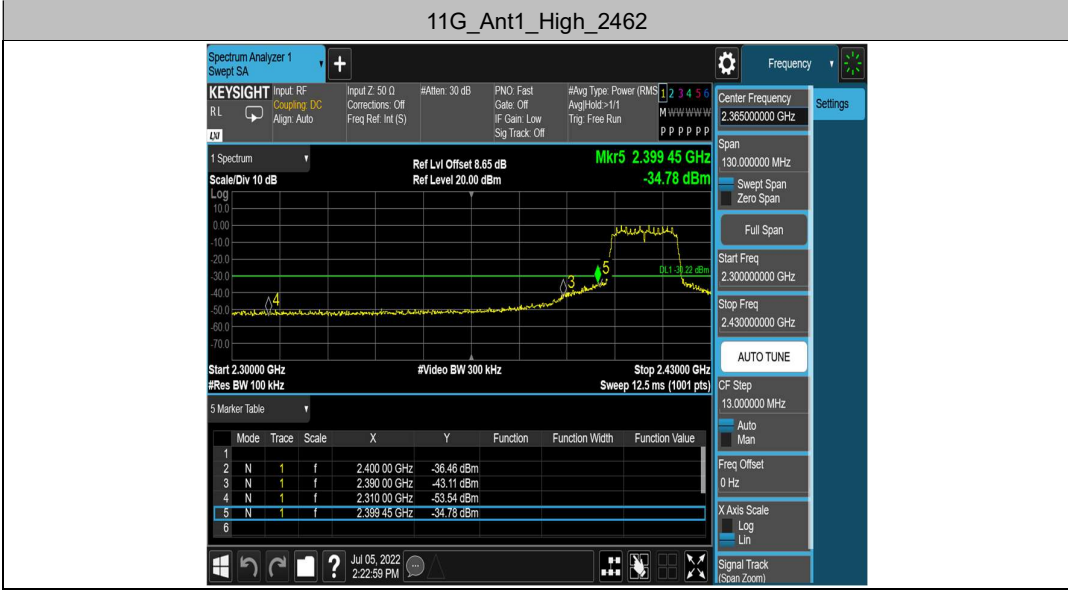 11G_Ant1_High_2462
Spectrum Analyzer 1
Swept SA
+
Frequency
KEYSIGHT
RL
LXI
Input: RF
Coupling: DC
Align: Auto
Input Z: 50 Ω
Corrections: Off
Freq Ref: Int (S)
#Atten: 30 dB
PNO: Fast
Gate: Off
IF Gain: Low
Sig Track: Off
#Avg Type: Power (RMS
Avg|Hold:>1/1
Trig: Free Run
1 2 3 4 5 6
M W W W W W
P P P P P P
Center Frequency
2.365000000 GHz
Settings
Span
130.000000 MHz
Swept Span
Zero Span
Full Span
Start Freq
2.300000000 GHz
Stop Freq
2.430000000 GHz
AUTO TUNE
CF Step
13.000000 MHz
Auto
Man
Freq Offset
0 Hz
X Axis Scale
Log
Lin
Signal Track
(Span Zoom)
1 Spectrum
Scale/Div 10 dB
Ref Lvl Offset 8.65 dB
Ref Level 20.00 dBm
Mkr5 2.399 45 GHz
-34.78 dBm
Log
10.0
0.00
-10.0
-20.0
-30.0
-40.0
-50.0
-60.0
-70.0
DL1 -30.22 dBm
5
3
4
Start 2.30000 GHz
#Video BW 300 kHz
Stop 2.43000 GHz
#Res BW 100 kHz
Sweep 12.5 ms (1001 pts)
5 Marker Table
Mode Trace Scale X Y Function Function Width Function Value
1
2 N 1 f 2.400 00 GHz -36.46 dBm
3 N 1 f 2.390 00 GHz -43.11 dBm
4 N 1 f 2.310 00 GHz -53.54 dBm
5 N 1 f 2.399 45 GHz -34.78 dBm
6
?
Jul 05, 2022
2:22:59 PM